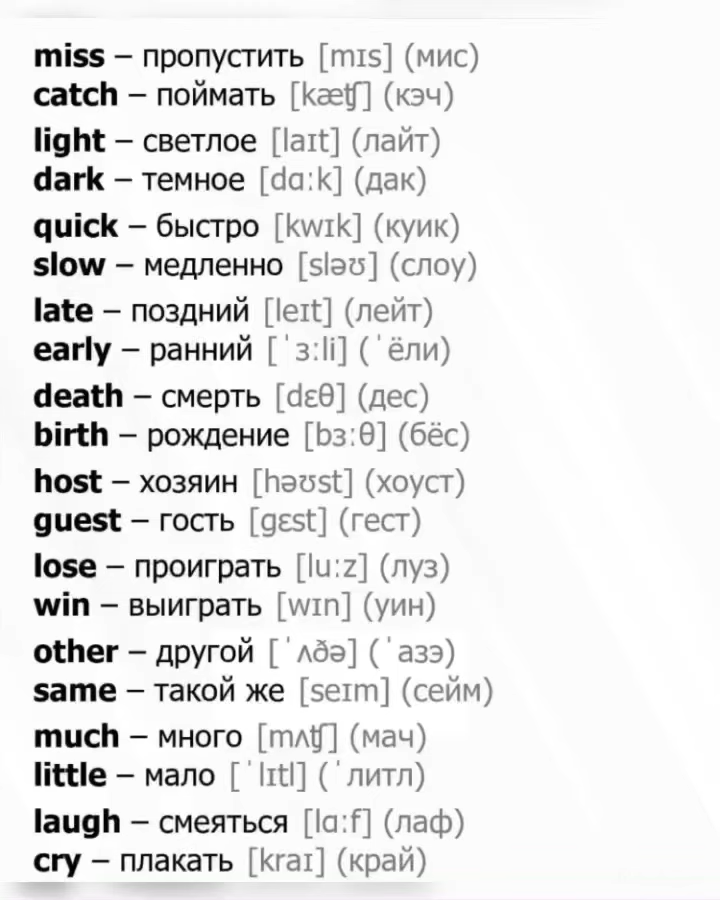 miss – пропустить [mɪs] (мис)
catch – поймать [kæʧ] (кэч)
light – светлое [laɪt] (лайт)
dark – темное [dɑːk] (дак)
quick – быстро [kwɪk] (куик)
slow – медленно [sləʊ] (слоу)
late – поздний [leɪt] (лейт)
early – ранний [ˈɜːli] (ˈёли)
death – смерть [dɛθ] (дес)
birth – рождение [bɜːθ] (бёс)
host – хозяин [həʊst] (хоуст)
guest – гость [gɛst] (гест)
lose – проиграть [luːz] (луз)
win – выиграть [wɪn] (уин)
other – другой [ˈʌðə] (ˈазэ)
same – такой же [seɪm] (сейм)
much – много [mʌʧ] (мач)
little – мало [ˈlɪtl] (ˈлитл)
laugh – смеяться [lɑːf] (лаф)
cry – плакать [kraɪ] (край)